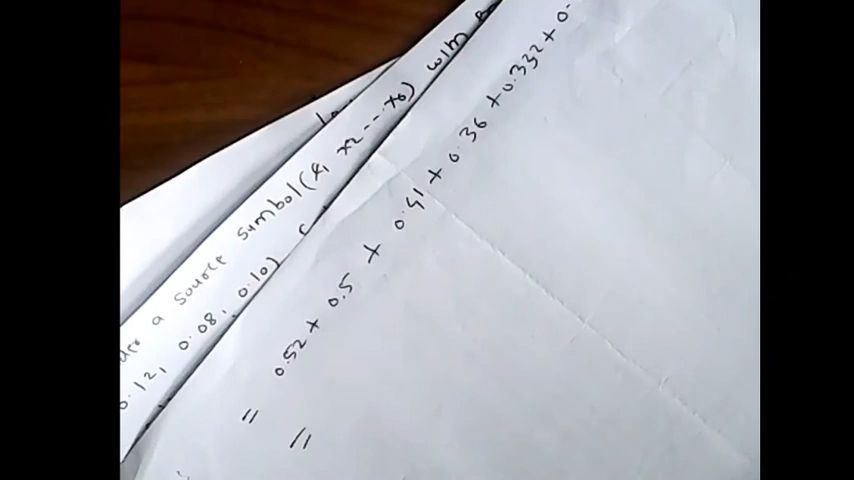 a source symbol (x1 x2 ... x6) with
0.12, 0.08, 0.10)
= 0.52 + 0.5 + 0.41 + 0.36 + 0.332 + 0.
=